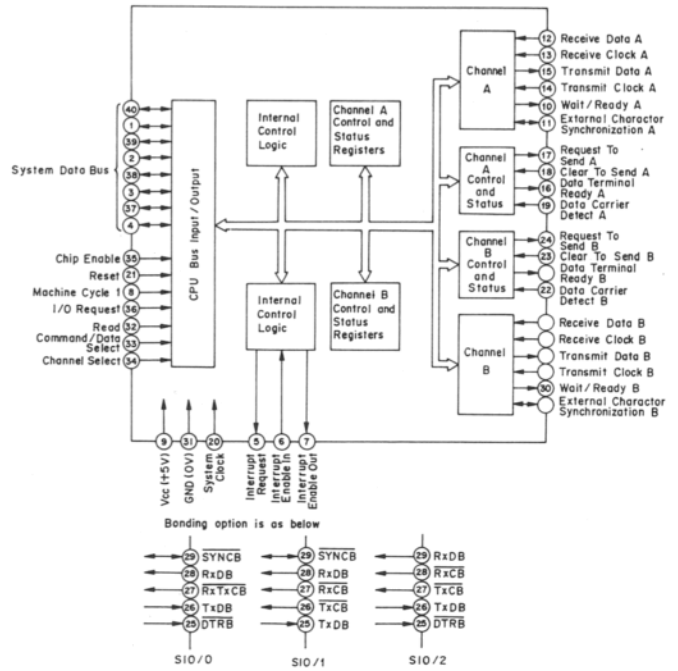 System Data Bus
40
1
39
2
38
3
37
4
Chip Enable 35
Reset 21
Machine Cycle 1 8
I/O Request 36
Read 32
Command/Data
Select 33
Channel Select 34
CPU Bus Input/Output
Internal
Control
Logic
Channel A
Control and
Status
Registers
Internal
Control
Logic
Channel B
Control and
Status
Registers
Channel
A
Channel
A
Control
and
Status
Channel
B
Control
and
Status
Channel
B
12 Receive Data A
13 Receive Clock A
15 Transmit Data A
14 Transmit Clock A
10 Wait/Ready A
11 External Charactor
Synchronization A
17 Request To
Send A
18 Clear To Send A
16 Data Terminal
Ready A
19 Data Carrier
Detect A
24 Request To
Send B
23 Clear To Send B
Data Terminal
Ready B
22 Data Carrier
Detect B
Receive Data B
Receive Clock B
Transmit Data B
Transmit Clock B
30 Wait/Ready B
External Charactor
Synchronization B
9 31 20 5 6 7
Vcc (+5V)
GND (0V)
System
Clock
Interrupt
Request
Interrupt
Enable In
Interrupt
Enable Out
Bonding option is as below
29 SYNCB
28 RxDB
27 RxTxCB
26 TxDB
25 DTRB
SIO/0
29 SYNCB
28 RxDB
27 RxCB
26 TxCB
25 TxDB
SIO/1
29 RxDB
28 RxCB
27 TxCB
26 TxDB
25 DTRB
SIO/2